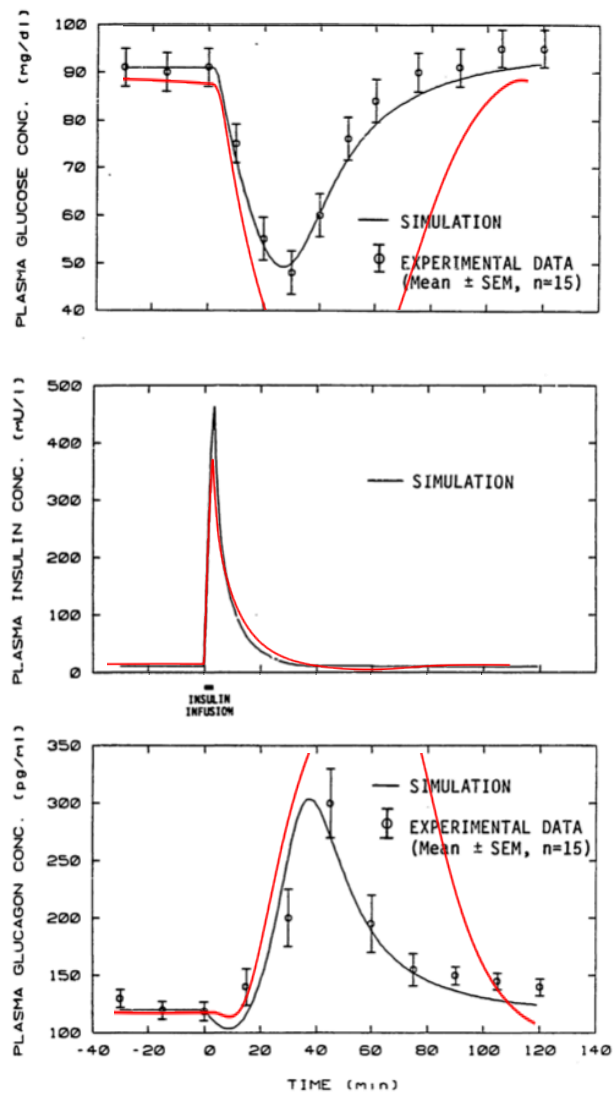 PLASMA GLUCOSE CONC. (Mg/dl)
100
90
80
70
60
50
40
SIMULATION
EXPERIMENTAL DATA
(Mean ± SEM, n=15)
PLASMA INSULIN CONC. (mU/l)
500
400
300
200
100
0
SIMULATION
INSULIN
INFUSION
PLASMA GLUCAGON CONC. (pg/ml)
350
300
250
200
150
100
SIMULATION
EXPERIMENTAL DATA
(Mean ± SEM, n=15)
-40 -20 0 20 40 60 80 100 120 140
TIME (min)